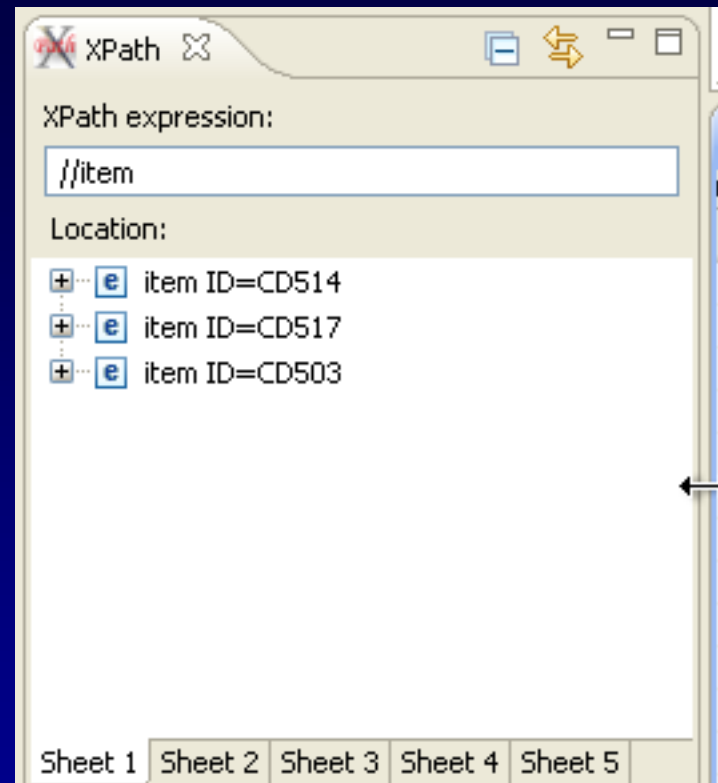 XPath
XPath expression:
//item
Location:
e item ID=CD514
e item ID=CD517
e item ID=CD503
Sheet 1 Sheet 2 Sheet 3 Sheet 4 Sheet 5